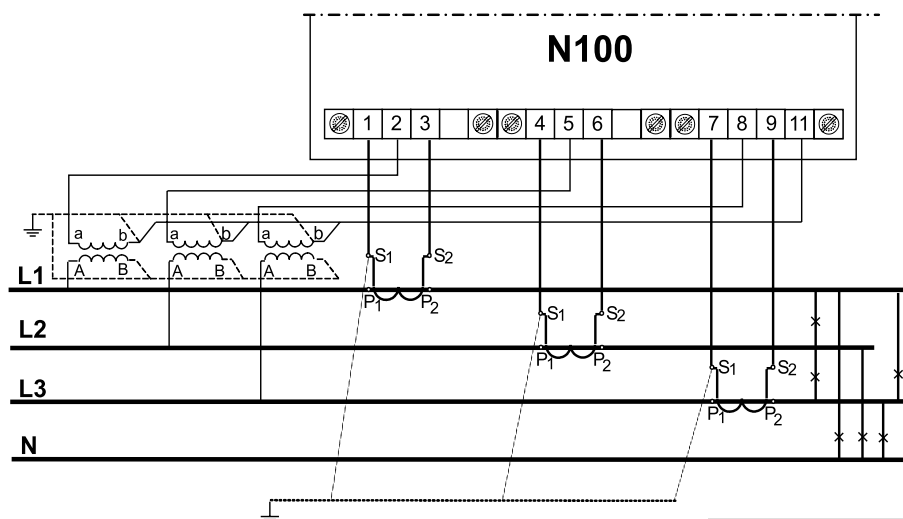 N100
1 2 3 4 5 6 7 8 9 11
a b a b a b
A B A B A B
S1 S2
L1
P1 P2
S1 S2
L2
P1 P2
S1 S2
L3
P1 P2
N